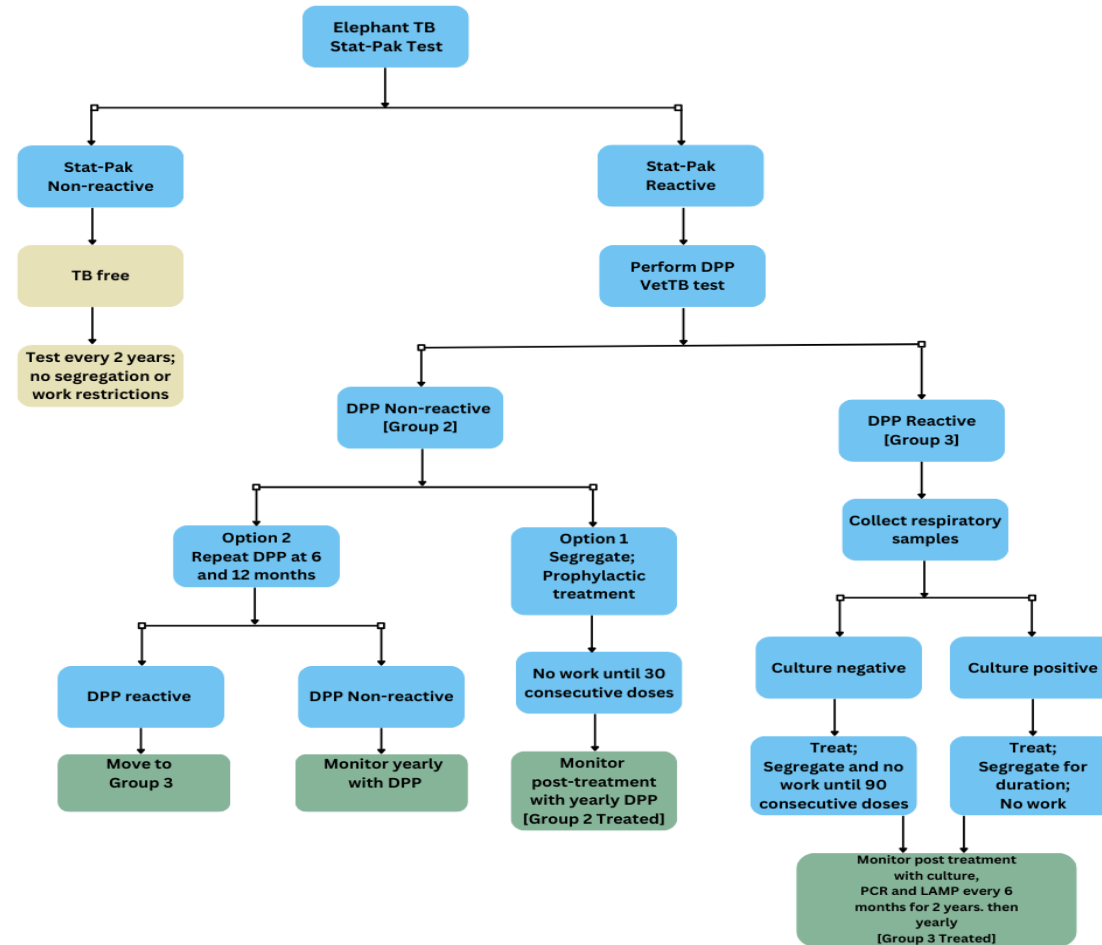 Elephant TB
Stat-Pak Test
Stat-Pak
Non-reactive
Stat-Pak
Reactive
TB free
Perform DPP
VetTB test
Test every 2 years;
no segregation or
work restrictions
DPP Non-reactive
[Group 2]
DPP Reactive
[Group 3]
Option 2
Repeat DPP at 6
and 12 months
Option 1
Segregate;
Prophylactic
treatment
Collect respiratory
samples
DPP reactive
DPP Non-reactive
No work until 30
consecutive doses
Culture negative
Culture positive
Move to
Group 3
Monitor yearly
with DPP
Monitor
post-treatment
with yearly DPP
[Group 2 Treated]
Treat;
Segregate and no
work until 90
consecutive doses
Treat;
Segregate for
duration;
No work
Monitor post treatment
with culture,
PCR and LAMP every 6
months for 2 years. then
yearly
[Group 3 Treated]